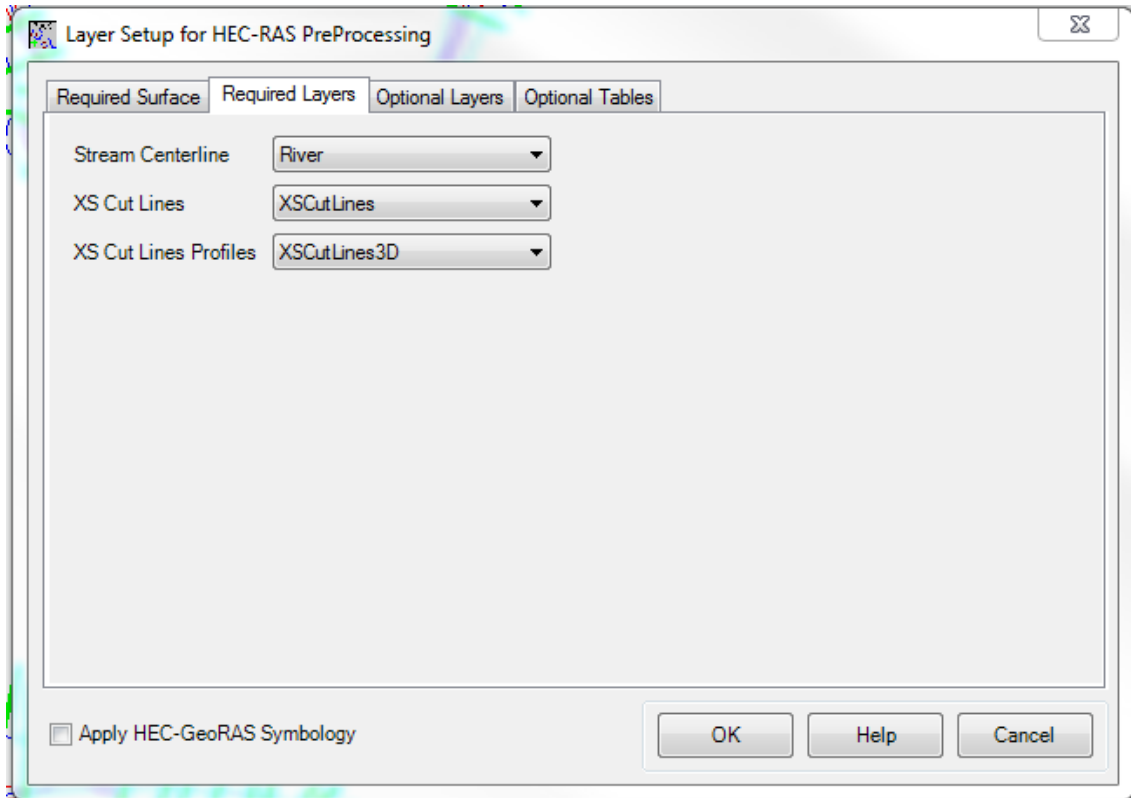 Layer Setup for HEC-RAS PreProcessing
Required Surface Required Layers Optional Layers Optional Tables
Stream Centerline River
XS Cut Lines XSCutLines
XS Cut Lines Profiles XSCutLines3D
Apply HEC-GeoRAS Symbology OK Help Cancel